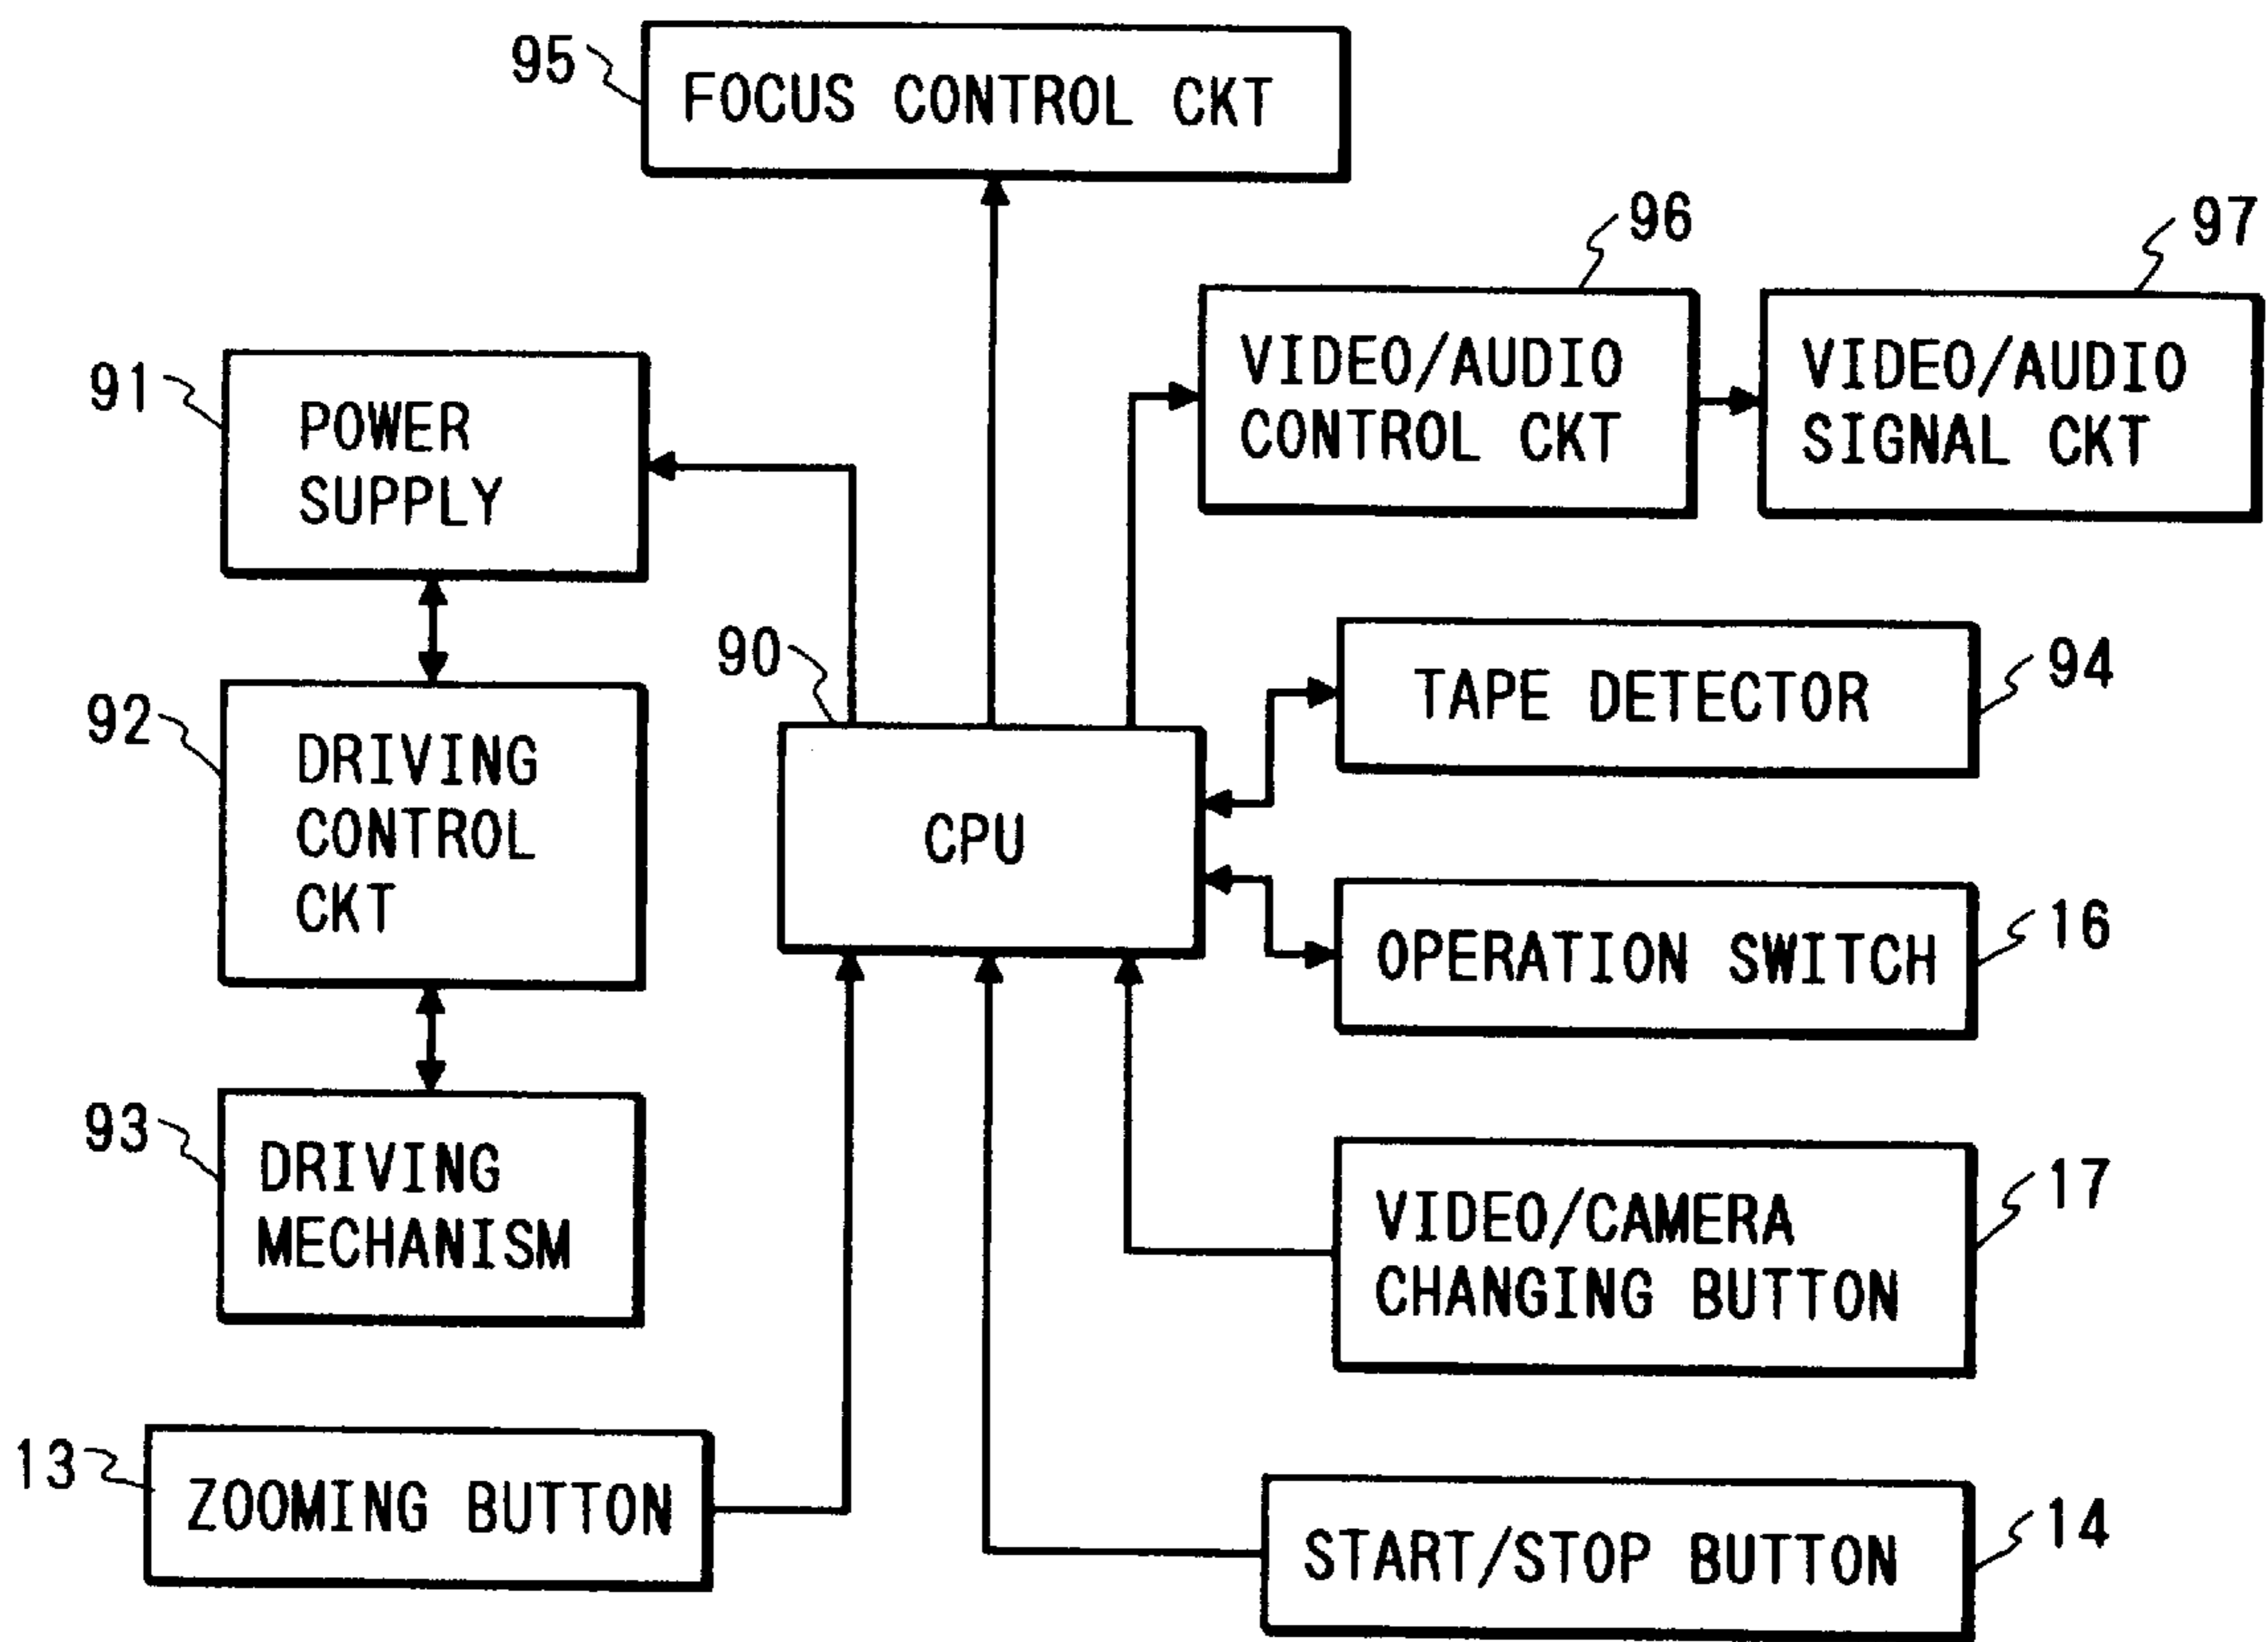 95
FOCUS CONTROL CKT
96
97
VIDEO/AUDIO
CONTROL CKT
VIDEO/AUDIO
SIGNAL CKT
91
POWER
SUPPLY
90
CPU
94
TAPE DETECTOR
92
DRIVING
CONTROL
CKT
16
OPERATION SWITCH
93
DRIVING
MECHANISM
17
VIDEO/CAMERA
CHANGING BUTTON
13
ZOOMING BUTTON
14
START/STOP BUTTON